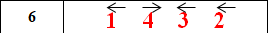 6 ← → ← ←
1 4 3 2